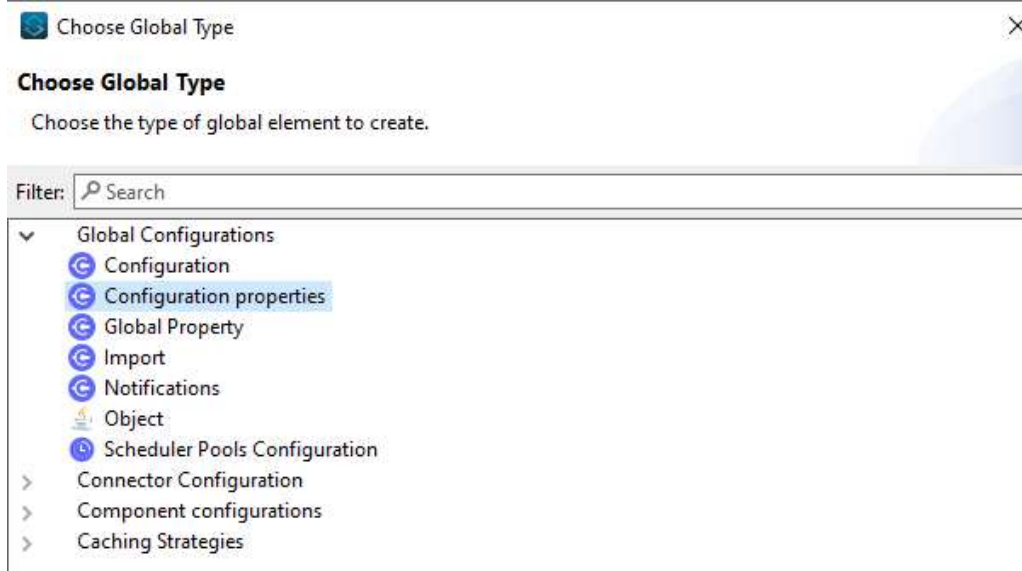 Choose Global Type
Choose Global Type
Choose the type of global element to create.
Filter: Search
Global Configurations
Configuration
Configuration properties
Global Property
Import
Notifications
Object
Scheduler Pools Configuration
Connector Configuration
Component configurations
Caching Strategies